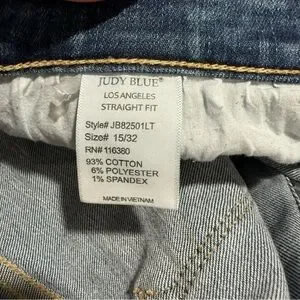 JUDY BLUE®
LOS ANGELES
STRAIGHT FIT
Style# JB82501LT
Size# 15/32
RN# 116380
93% COTTON
6% POLYESTER
1% SPANDEX
MADE IN VIETNAM